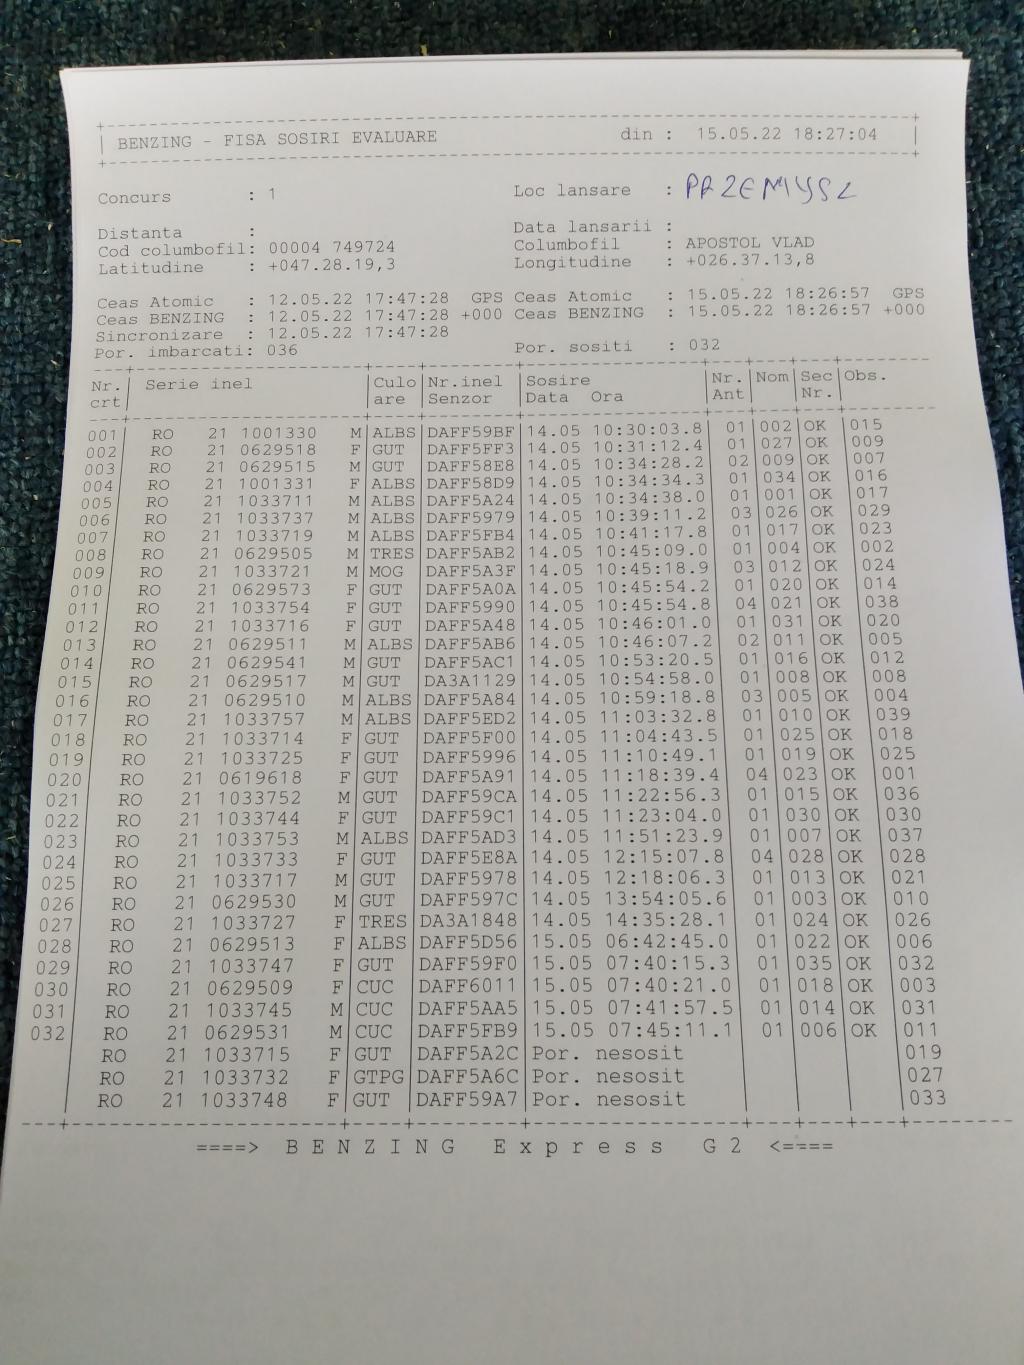 BENZING - FISA SOSIRI EVALUARE din : 15.05.22 18:27:04
Concurs : 1 Loc lansare : PRZEMYSL
Distanta : Data lansarii :
Cod columbofil: 00004 749724 Columbofil : APOSTOL VLAD
Latitudine : +047.28.19,3 Longitudine : +026.37.13,8
Ceas Atomic : 12.05.22 17:47:28 GPS Ceas Atomic : 15.05.22 18:26:57 GPS
Ceas BENZING : 12.05.22 17:47:28 +000 Ceas BENZING : 15.05.22 18:26:57 +000
Sincronizare : 12.05.22 17:47:28
Por. imbarcati: 036 Por. sositi : 032
Nr. Serie inel Culo Nr.inel Sosire Nr. Nom Sec Obs.
crt are Senzor Data Ora Ant Nr.
001 RO 21 1001330 M ALBS DAFF59BF 14.05 10:30:03.8 01 002 OK 015
002 RO 21 0629518 F GUT DAFF5FF3 14.05 10:31:12.4 01 027 OK 009
003 RO 21 0629515 M GUT DAFF58E8 14.05 10:34:28.2 02 009 OK 007
004 RO 21 1001331 F ALBS DAFF58D9 14.05 10:34:34.3 01 034 OK 016
005 RO 21 1033711 M ALBS DAFF5A24 14.05 10:34:38.0 01 001 OK 017
006 RO 21 1033737 M ALBS DAFF5979 14.05 10:39:11.2 03 026 OK 029
007 RO 21 1033719 M ALBS DAFF5FB4 14.05 10:41:17.8 01 017 OK 023
008 RO 21 0629505 M TRES DAFF5AB2 14.05 10:45:09.0 01 004 OK 002
009 RO 21 1033721 M MOG DAFF5A3F 14.05 10:45:18.9 03 012 OK 024
010 RO 21 0629573 F GUT DAFF5A0A 14.05 10:45:54.2 01 020 OK 014
011 RO 21 1033754 F GUT DAFF5990 14.05 10:45:54.8 04 021 OK 038
012 RO 21 1033716 F GUT DAFF5A48 14.05 10:46:01.0 01 031 OK 020
013 RO 21 0629511 M ALBS DAFF5AB6 14.05 10:46:07.2 02 011 OK 005
014 RO 21 0629541 M GUT DAFF5AC1 14.05 10:53:20.5 01 016 OK 012
015 RO 21 0629517 M GUT DA3A1129 14.05 10:54:58.0 01 008 OK 008
016 RO 21 0629510 M ALBS DAFF5A84 14.05 10:59:18.8 03 005 OK 004
017 RO 21 1033757 M ALBS DAFF5ED2 14.05 11:03:32.8 01 010 OK 039
018 RO 21 1033714 F GUT DAFF5F00 14.05 11:04:43.5 01 025 OK 018
019 RO 21 1033725 F GUT DAFF5996 14.05 11:10:49.1 01 019 OK 025
020 RO 21 0619618 F GUT DAFF5A91 14.05 11:18:39.4 04 023 OK 001
021 RO 21 1033752 M GUT DAFF59CA 14.05 11:22:56.3 01 015 OK 036
022 RO 21 1033744 F GUT DAFF59C1 14.05 11:23:04.0 01 030 OK 030
023 RO 21 1033753 M ALBS DAFF5AD3 14.05 11:51:23.9 01 007 OK 037
024 RO 21 1033733 F GUT DAFF5E8A 14.05 12:15:07.8 04 028 OK 028
025 RO 21 1033717 M GUT DAFF5978 14.05 12:18:06.3 01 013 OK 021
026 RO 21 0629530 M GUT DAFF597C 14.05 13:54:05.6 01 003 OK 010
027 RO 21 1033727 F TRES DA3A1848 14.05 14:35:28.1 01 024 OK 026
028 RO 21 0629513 F ALBS DAFF5D56 15.05 06:42:45.0 01 022 OK 006
029 RO 21 1033747 F GUT DAFF59F0 15.05 07:40:15.3 01 035 OK 032
030 RO 21 0629509 F CUC DAFF6011 15.05 07:40:21.0 01 018 OK 003
031 RO 21 1033745 M CUC DAFF5AA5 15.05 07:41:57.5 01 014 OK 031
032 RO 21 0629531 M CUC DAFF5FB9 15.05 07:45:11.1 01 006 OK 011
RO 21 1033715 F GUT DAFF5A2C Por. nesosit 019
RO 21 1033732 F GTPG DAFF5A6C Por. nesosit 027
RO 21 1033748 F GUT DAFF59A7 Por. nesosit 033
====> BENZING Express G2 <====